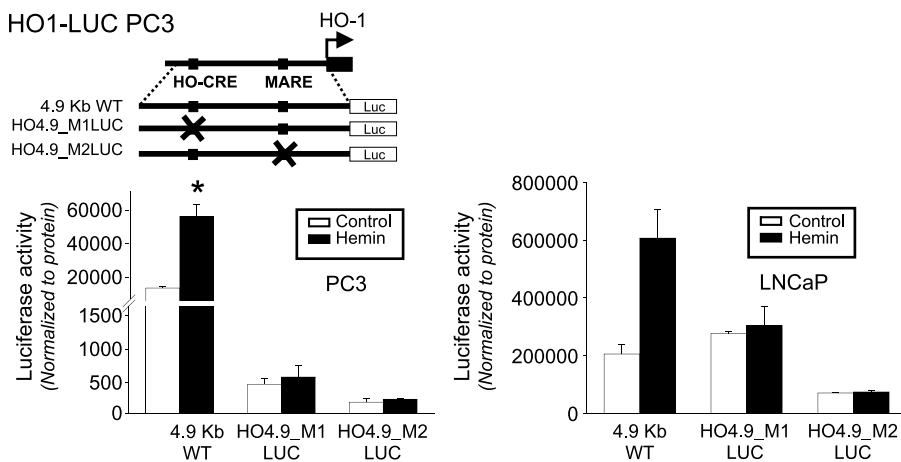 HO1-LUC PC3
HO-1
HO-CRE MARE
4.9 Kb WT Luc
HO4.9_M1LUC Luc
HO4.9_M2LUC Luc
Luciferase activity
(Normalized to protein)
60000
40000
20000
1500
1000
500
0
*
Control
Hemin
PC3
4.9 Kb WT
HO4.9_M1 LUC
HO4.9_M2 LUC
Luciferase activity
(Normalized to protein)
800000
600000
400000
200000
0
Control
Hemin
LNCaP
4.9 Kb WT
HO4.9_M1 LUC
HO4.9_M2 LUC